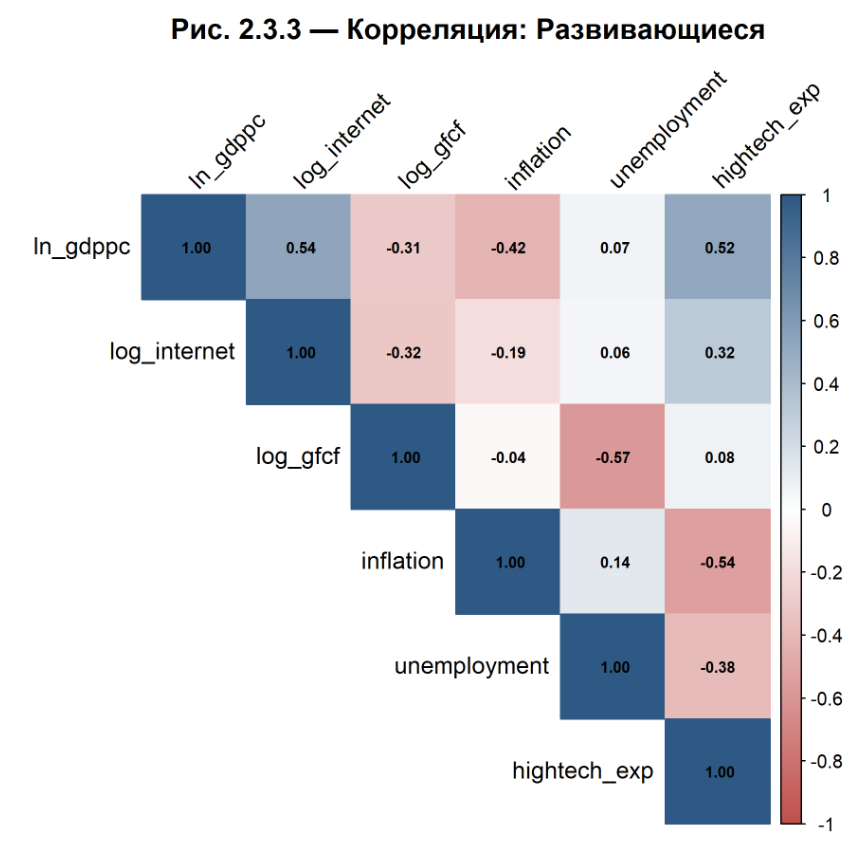 Рис. 2.3.3 — Корреляция: Развивающиеся
ln_gdppc log_internet log_gfcf inflation unemployment hightech_exp
ln_gdppc 1.00 0.54 -0.31 -0.42 0.07 0.52
log_internet 1.00 -0.32 -0.19 0.06 0.32
log_gfcf 1.00 -0.04 -0.57 0.08
inflation 1.00 0.14 -0.54
unemployment 1.00 -0.38
hightech_exp 1.00
1
0.8
0.6
0.4
0.2
0
-0.2
-0.4
-0.6
-0.8
-1